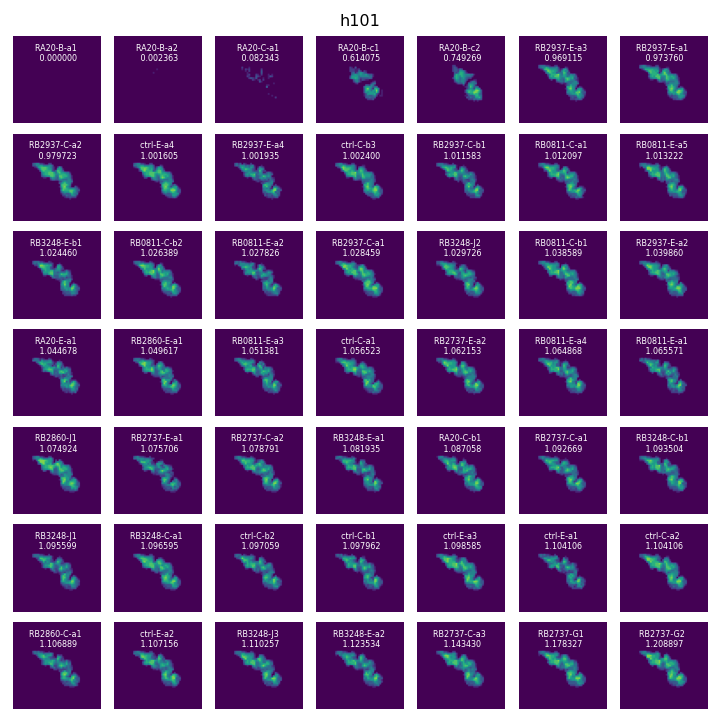 h101
RA20-B-a1
0.000000
RA20-B-a2
0.002363
RA20-C-a1
0.082343
RA20-B-c1
0.614075
RA20-B-c2
0.749269
RB2937-E-a3
0.969115
RB2937-E-a1
0.973760
RB2937-C-a2
0.979723
ctrl-E-a4
1.001605
RB2937-E-a4
1.001935
ctrl-C-b3
1.002400
RB2937-C-b1
1.011583
RB0811-C-a1
1.012097
RB0811-E-a5
1.013222
RB3248-E-b1
1.024460
RB0811-C-b2
1.026389
RB0811-E-a2
1.027826
RB2937-C-a1
1.028459
RB3248-J2
1.029726
RB0811-C-b1
1.038589
RB2937-E-a2
1.039860
RA20-E-a1
1.044678
RB2860-E-a1
1.049617
RB0811-E-a3
1.051381
ctrl-C-a1
1.056523
RB2737-E-a2
1.062153
RB0811-E-a4
1.064868
RB0811-E-a1
1.065571
RB2860-J1
1.074924
RB2737-E-a1
1.075706
RB2737-C-a2
1.078791
RB3248-E-a1
1.081935
RA20-C-b1
1.087058
RB2737-C-a1
1.092669
RB3248-C-b1
1.093504
RB3248-J1
1.095599
RB3248-C-a1
1.096595
ctrl-C-b2
1.097059
ctrl-C-b1
1.097962
ctrl-E-a3
1.098585
ctrl-E-a1
1.104106
ctrl-C-a2
1.104106
RB2860-C-a1
1.106889
ctrl-E-a2
1.107156
RB3248-J3
1.110257
RB3248-E-a2
1.123534
RB2737-C-a3
1.143430
RB2737-G1
1.178327
RB2737-G2
1.208897